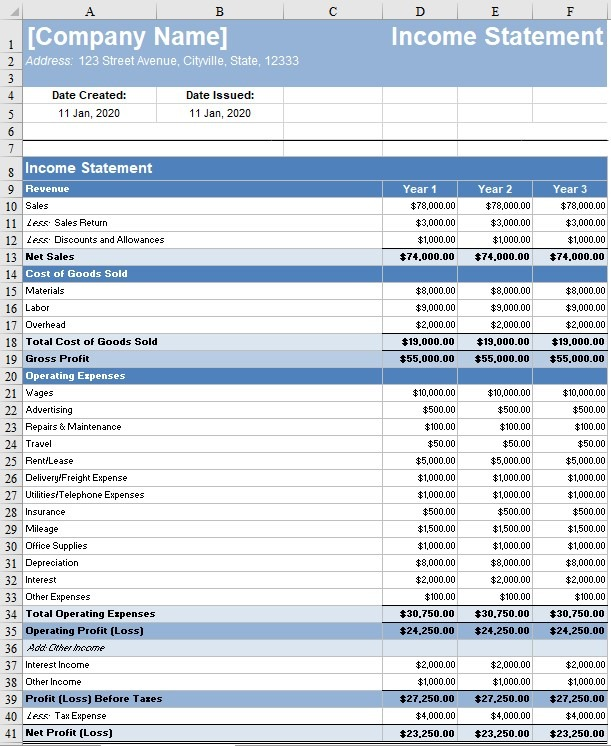 A B C D E F
1 [Company Name] Income Statement
2 Address: 123 Street Avenue, Cityville, State, 12333
3
4 Date Created: Date Issued:
5 11 Jan, 2020 11 Jan, 2020
6
7
8 Income Statement
9 Revenue Year 1 Year 2 Year 3
10 Sales $78,000.00 $78,000.00 $78,000.00
11 Less: Sales Return $3,000.00 $3,000.00 $3,000.00
12 Less: Discounts and Allowances $1,000.00 $1,000.00 $1,000.00
13 Net Sales $74,000.00 $74,000.00 $74,000.00
14 Cost of Goods Sold
15 Materials $8,000.00 $8,000.00 $8,000.00
16 Labor $9,000.00 $9,000.00 $9,000.00
17 Overhead $2,000.00 $2,000.00 $2,000.00
18 Total Cost of Goods Sold $19,000.00 $19,000.00 $19,000.00
19 Gross Profit $55,000.00 $55,000.00 $55,000.00
20 Operating Expenses
21 Wages $10,000.00 $10,000.00 $10,000.00
22 Advertising $500.00 $500.00 $500.00
23 Repairs & Maintenance $100.00 $100.00 $100.00
24 Travel $50.00 $50.00 $50.00
25 Rent/Lease $5,000.00 $5,000.00 $5,000.00
26 Delivery/Freight Expense $1,000.00 $1,000.00 $1,000.00
27 Utilities/Telephone Expenses $1,000.00 $1,000.00 $1,000.00
28 Insurance $500.00 $500.00 $500.00
29 Mileage $1,500.00 $1,500.00 $1,500.00
30 Office Supplies $1,000.00 $1,000.00 $1,000.00
31 Depreciation $8,000.00 $8,000.00 $8,000.00
32 Interest $2,000.00 $2,000.00 $2,000.00
33 Other Expenses $100.00 $100.00 $100.00
34 Total Operating Expenses $30,750.00 $30,750.00 $30,750.00
35 Operating Profit (Loss) $24,250.00 $24,250.00 $24,250.00
36 Add: Other Income
37 Interest Income $2,000.00 $2,000.00 $2,000.00
38 Other Income $1,000.00 $1,000.00 $1,000.00
39 Profit (Loss) Before Taxes $27,250.00 $27,250.00 $27,250.00
40 Less: Tax Expense $4,000.00 $4,000.00 $4,000.00
41 Net Profit (Loss) $23,250.00 $23,250.00 $23,250.00